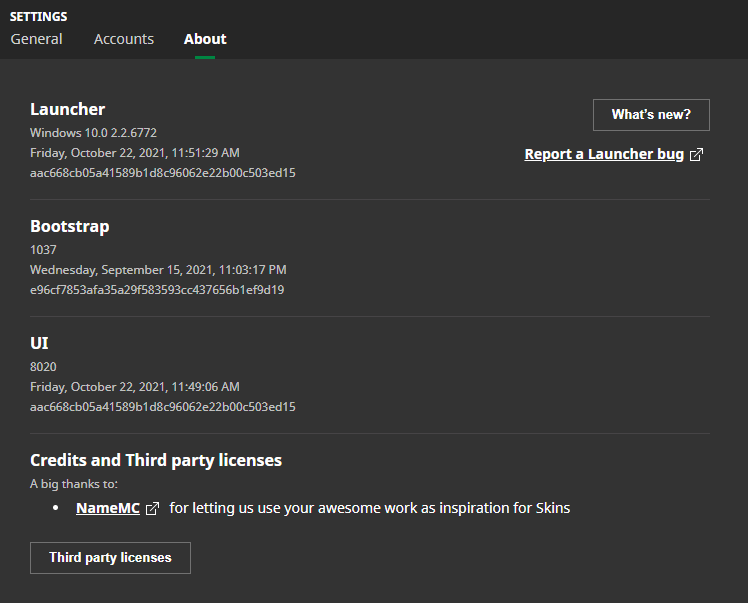 SETTINGS
General Accounts About
Launcher
What's new?
Windows 10.0 2.2.6772
Friday, October 22, 2021, 11:51:29 AM
Report a Launcher bug
aac668cb05a41589b1d8c96062e22b00c503ed15
Bootstrap
1037
Wednesday, September 15, 2021, 11:03:17 PM
e96cf7853afa35a29f583593cc437656b1ef9d19
UI
8020
Friday, October 22, 2021, 11:49:06 AM
aac668cb05a41589b1d8c96062e22b00c503ed15
Credits and Third party licenses
A big thanks to:
• NameMC for letting us use your awesome work as inspiration for Skins
Third party licenses